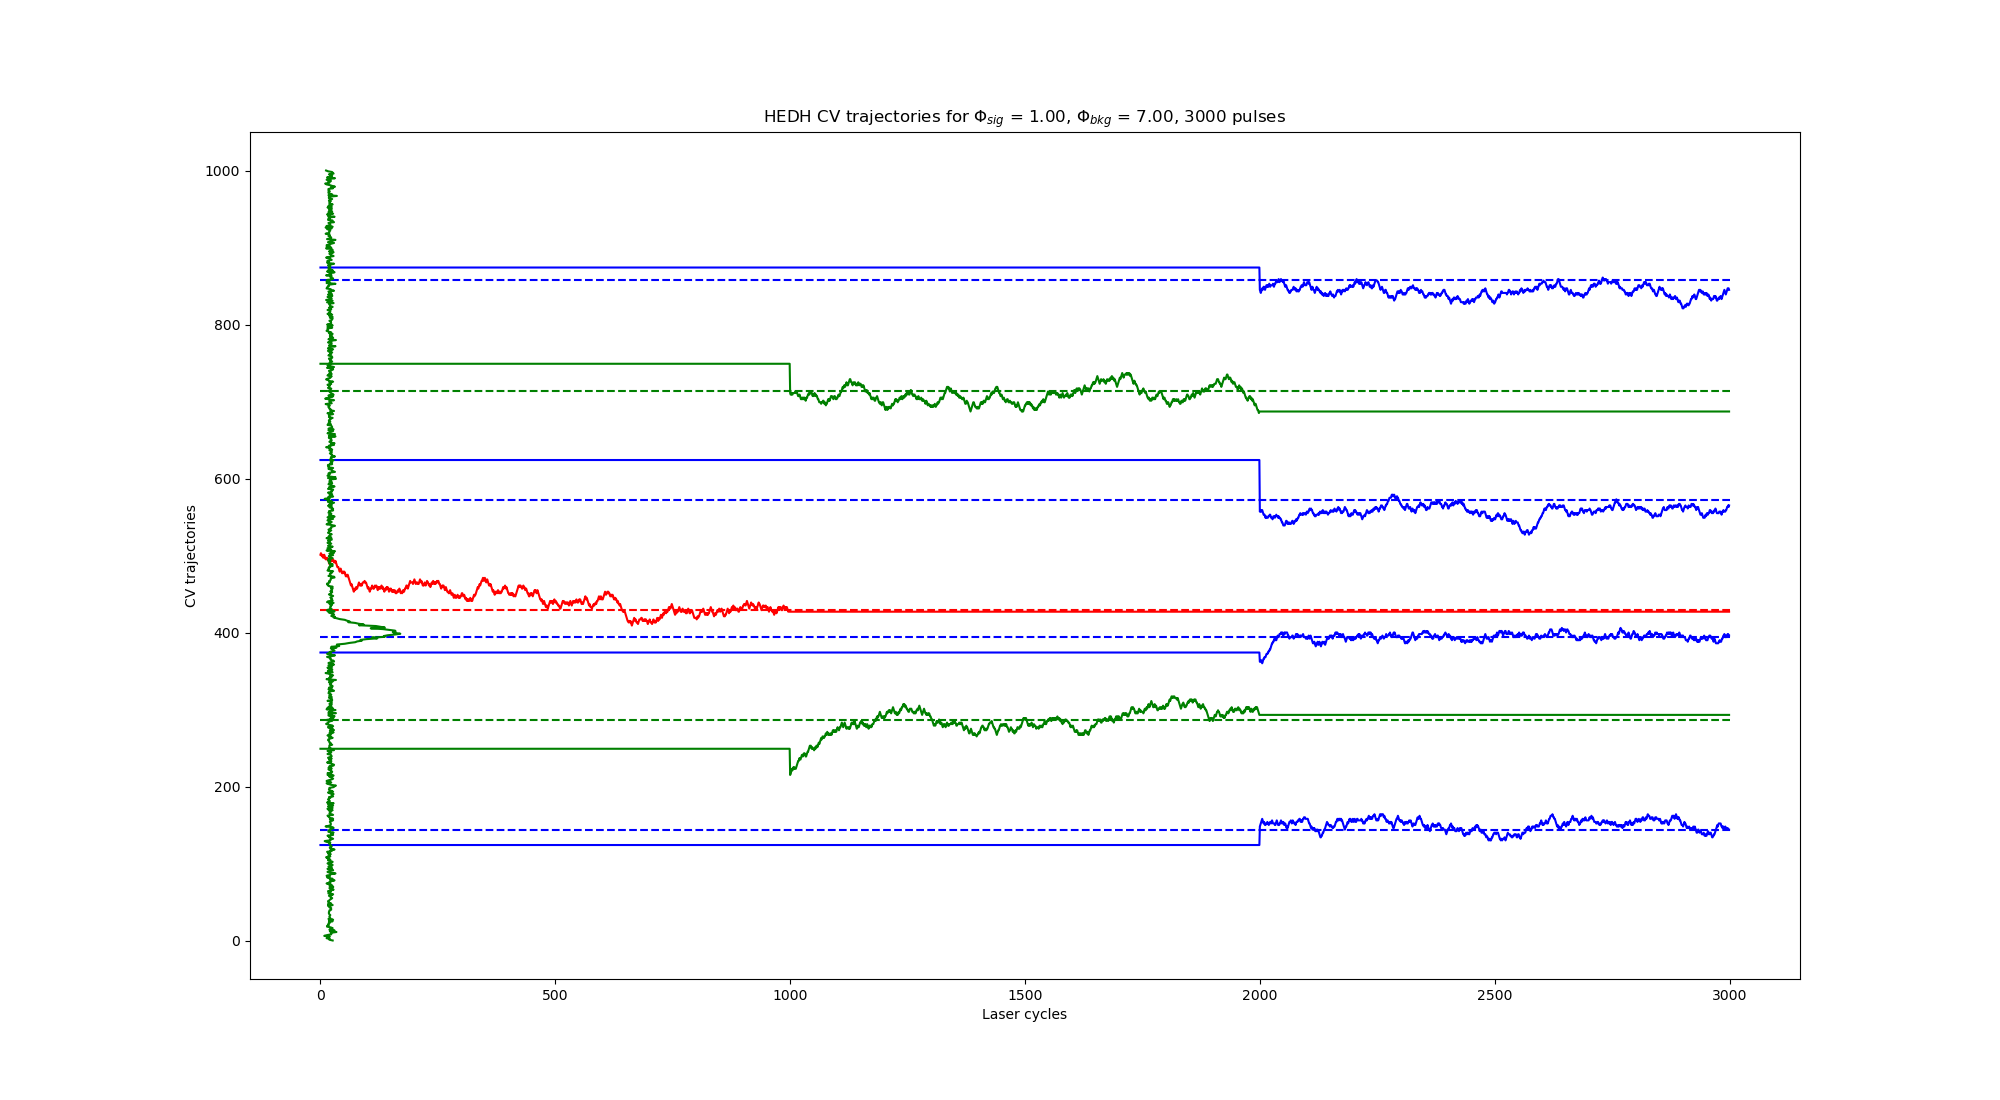 HEDH CV trajectories for Φsig = 1.00, Φbkg = 7.00, 3000 pulses
1000
800
600
400
200
0
CV trajectories
0 500 1000 1500 2000 2500 3000
Laser cycles